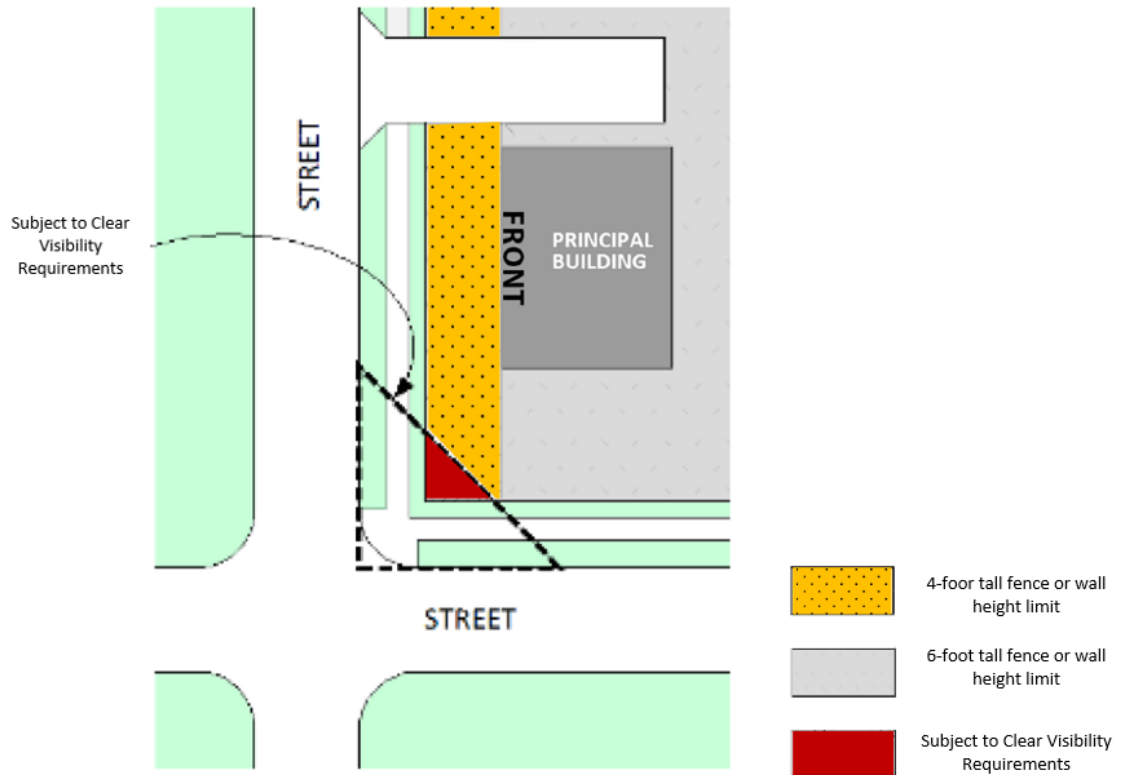 STREET
Subject to Clear
Visibility
Requirements
FRONT
PRINCIPAL
BUILDING
STREET
4-foor tall fence or wall
height limit
6-foot tall fence or wall
height limit
Subject to Clear Visibility
Requirements